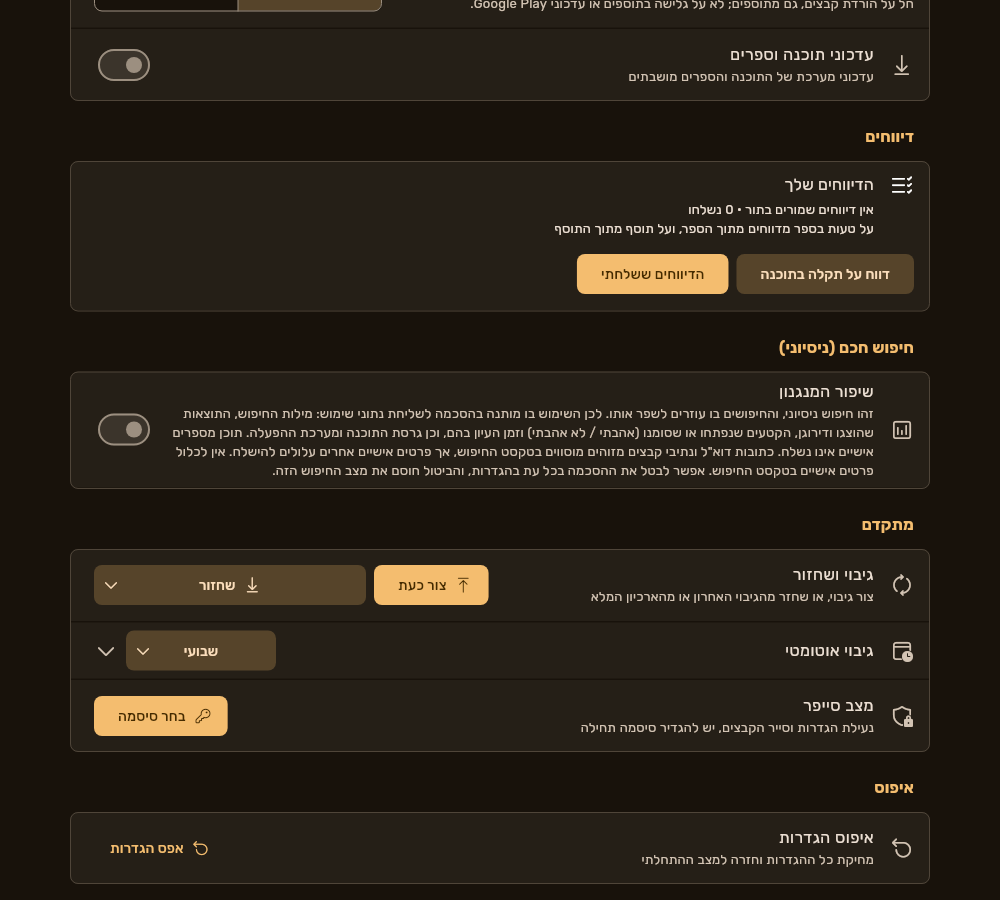 חל על הורדת קבצים, גם מתוספים; לא על גלישה בתוספים או עדכוני Google Play.
עדכוני תוכנה וספרים
עדכוני מערכת של התוכנה והספרים מושבתים
דיווחים
הדיווחים שלך
אין דיווחים שמורים בתור • 0 נשלחו
על טעות בספר מדווחים מתוך הספר, ועל תוסף מתוך התוסף
דווח על תקלה בתוכנה
הדיווחים ששלחתי
חיפוש חכם (ניסיוני)
שיפור המנגנון
זהו חיפוש ניסיוני, והחיפושים בו עוזרים לשפר אותו. לכן השימוש בו מותנה בהסכמה לשליחת נתוני שימוש: מילות החיפוש, התוצאות
שהוצגו ודירוגן, הקטעים שנפתחו או שסומנו (אהבתי / לא אהבתי) וזמן העיון בהם, וכן גרסת התוכנה ומערכת ההפעלה. תוכן מספרים
אישיים אינו נשלח. כתובות דוא"ל ונתיבי קבצים מזוהים מוסווים בטקסט החיפוש, אך פרטים אישיים אחרים עלולים להישלח. אין לכלול
פרטים אישיים בטקסט החיפוש. אפשר לבטל את ההסכמה בכל עת בהגדרות, והביטול חוסם את מצב החיפוש הזה.
מתקדם
גיבוי ושחזור
צור גיבוי, או שחזר מהגיבוי האחרון או מהארכיון המלא
צור כעת
שחזור
גיבוי אוטומטי
שבועי
מצב סייפר
נעילת הגדרות וסייר הקבצים, יש להגדיר סיסמה תחילה
בחר סיסמה
איפוס
איפוס הגדרות
מחיקת כל ההגדרות וחזרה למצב ההתחלתי
אפס הגדרות